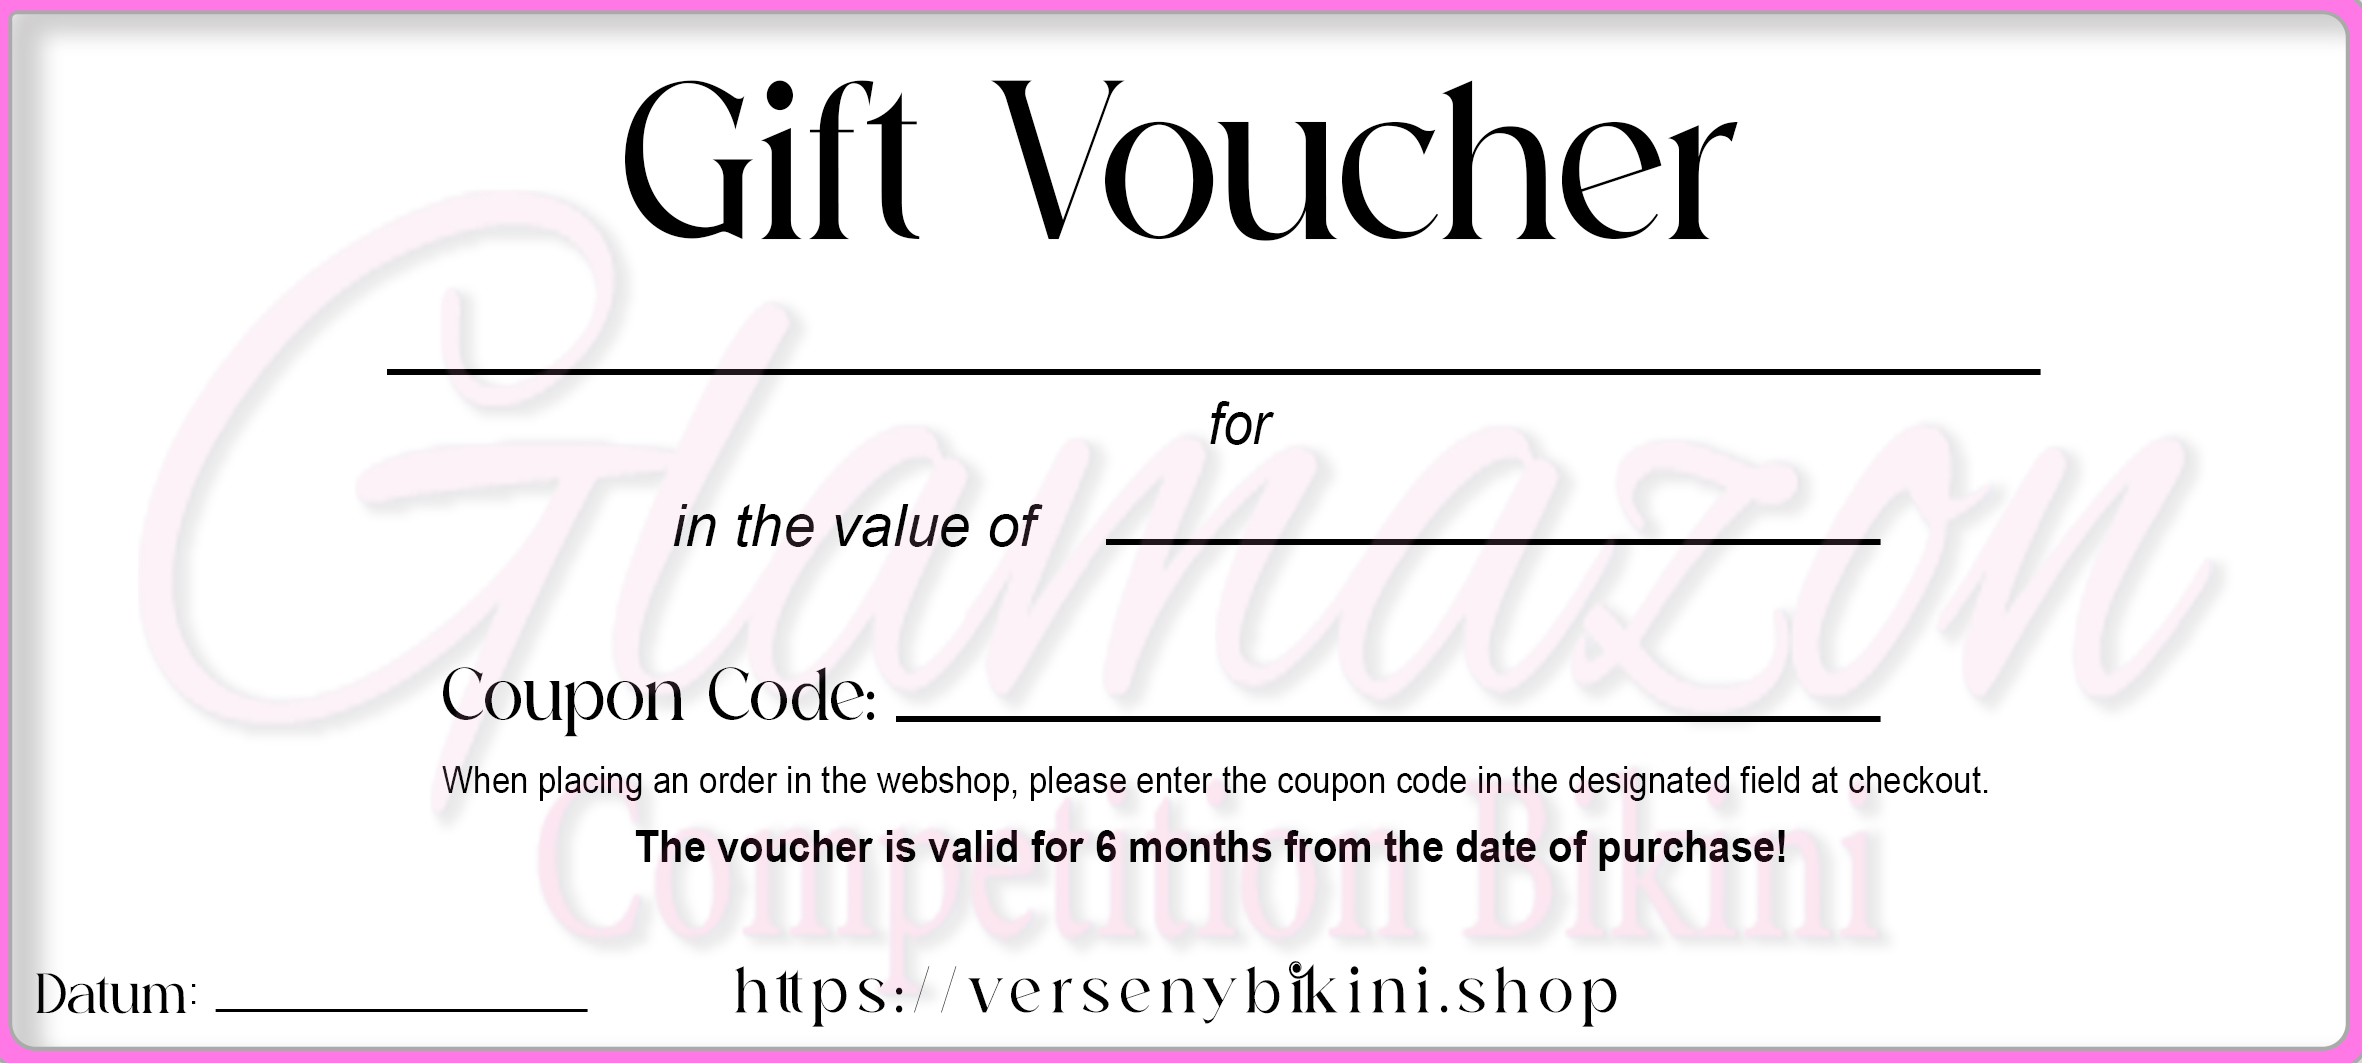 Gift Voucher
for
in the value of
Coupon Code:
When placing an order in the webshop, please enter the coupon code in the designated field at checkout.
The voucher is valid for 6 months from the date of purchase!
Glamazon
Competition Bikini
Datum:
https://versenybikini.shop